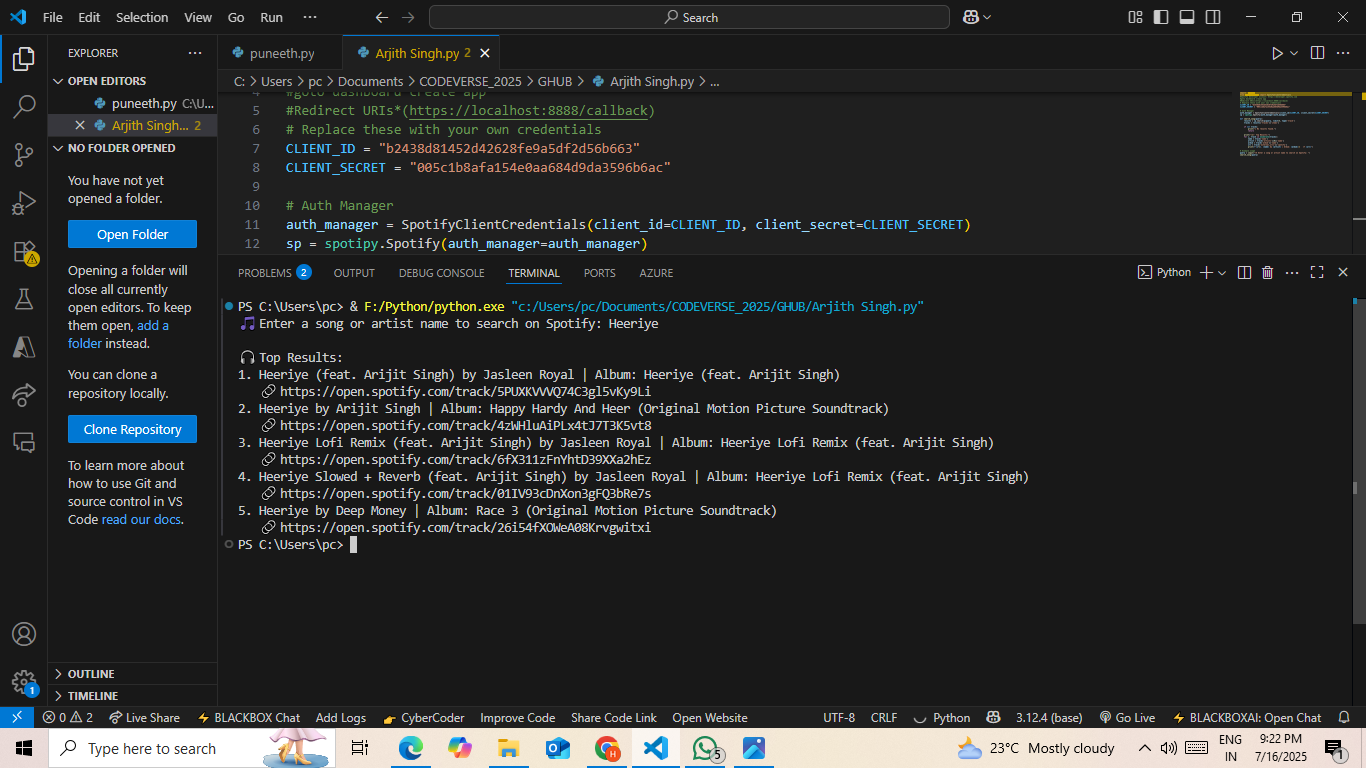 File Edit Selection View Go Run ··· Search
EXPLORER ···
OPEN EDITORS
puneeth.py C:\U...
Arjith Singh... 2
NO FOLDER OPENED
You have not yet
opened a folder.
Open Folder
Opening a folder will
close all currently
open editors. To keep
them open, add a
folder instead.
You can clone a
repository locally.
Clone Repository
To learn more about
how to use Git and
source control in VS
Code read our docs.
OUTLINE
TIMELINE
puneeth.py Arjith Singh.py 2
C: > Users > pc > Documents > CODEVERSE_2025 > GHUB > Arjith Singh.py > ...
4 #goto dashboard create app
5 #Redirect URIs*(https://localhost:8888/callback)
6 # Replace these with your own credentials
7 CLIENT_ID = "b2438d81452d42628fe9a5df2d56b663"
8 CLIENT_SECRET = "005c1b8afa154e0aa684d9da3596b6ac"
9
10 # Auth Manager
11 auth_manager = SpotifyClientCredentials(client_id=CLIENT_ID, client_secret=CLIENT_SECRET)
12 sp = spotipy.Spotify(auth_manager=auth_manager)
PROBLEMS 2 OUTPUT DEBUG CONSOLE TERMINAL PORTS AZURE Python
PS C:\Users\pc> & F:/Python/python.exe "c:/Users/pc/Documents/CODEVERSE_2025/GHUB/Arjith Singh.py"
🎵 Enter a song or artist name to search on Spotify: Heeriye
🎧 Top Results:
1. Heeriye (feat. Arijit Singh) by Jasleen Royal | Album: Heeriye (feat. Arijit Singh)
🔗 https://open.spotify.com/track/5PUXKVVVQ74C3gl5vKy9Li
2. Heeriye by Arijit Singh | Album: Happy Hardy And Heer (Original Motion Picture Soundtrack)
🔗 https://open.spotify.com/track/4zWHluAiPLx4tJ7T3K5vt8
3. Heeriye Lofi Remix (feat. Arijit Singh) by Jasleen Royal | Album: Heeriye Lofi Remix (feat. Arijit Singh)
🔗 https://open.spotify.com/track/6fX311zFnYhtD39XXa2hEz
4. Heeriye Slowed + Reverb (feat. Arijit Singh) by Jasleen Royal | Album: Heeriye Lofi Remix (feat. Arijit Singh)
🔗 https://open.spotify.com/track/01IV93cDnXon3gFQ3bRe7s
5. Heeriye by Deep Money | Album: Race 3 (Original Motion Picture Soundtrack)
🔗 https://open.spotify.com/track/26i54fXOWeA08Krvgwitxi
PS C:\Users\pc>
1
0 2 Live Share BLACKBOX Chat Add Logs CyberCoder Improve Code Share Code Link Open Website UTF-8 CRLF Python 3.12.4 (base) Go Live BLACKBOXAI: Open Chat
Type here to search 5 23°C Mostly cloudy ENG 9:22 PM
IN 7/16/2025 1